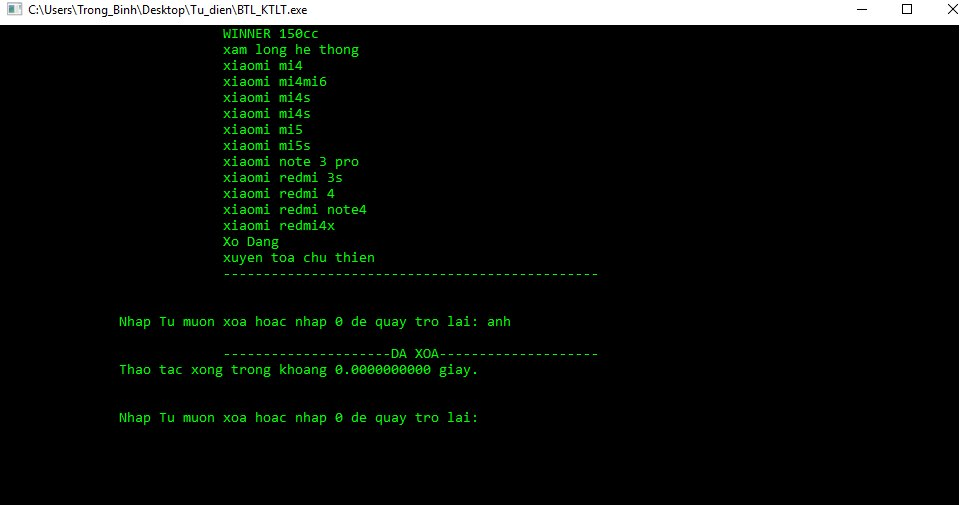 C:\Users\Trong_Binh\Desktop\Tu_dien\BTL_KTLT.exe
WINNER 150cc
xam long he thong
xiaomi mi4
xiaomi mi4mi6
xiaomi mi4s
xiaomi mi4s
xiaomi mi5
xiaomi mi5s
xiaomi note 3 pro
xiaomi redmi 3s
xiaomi redmi 4
xiaomi redmi note4
xiaomi redmi4x
Xo Dang
xuyen toa chu thien
-----------------------------------------------
Nhap Tu muon xoa hoac nhap 0 de quay tro lai: anh
---------------------DA XOA--------------------
Thao tac xong trong khoang 0.0000000000 giay.
Nhap Tu muon xoa hoac nhap 0 de quay tro lai: